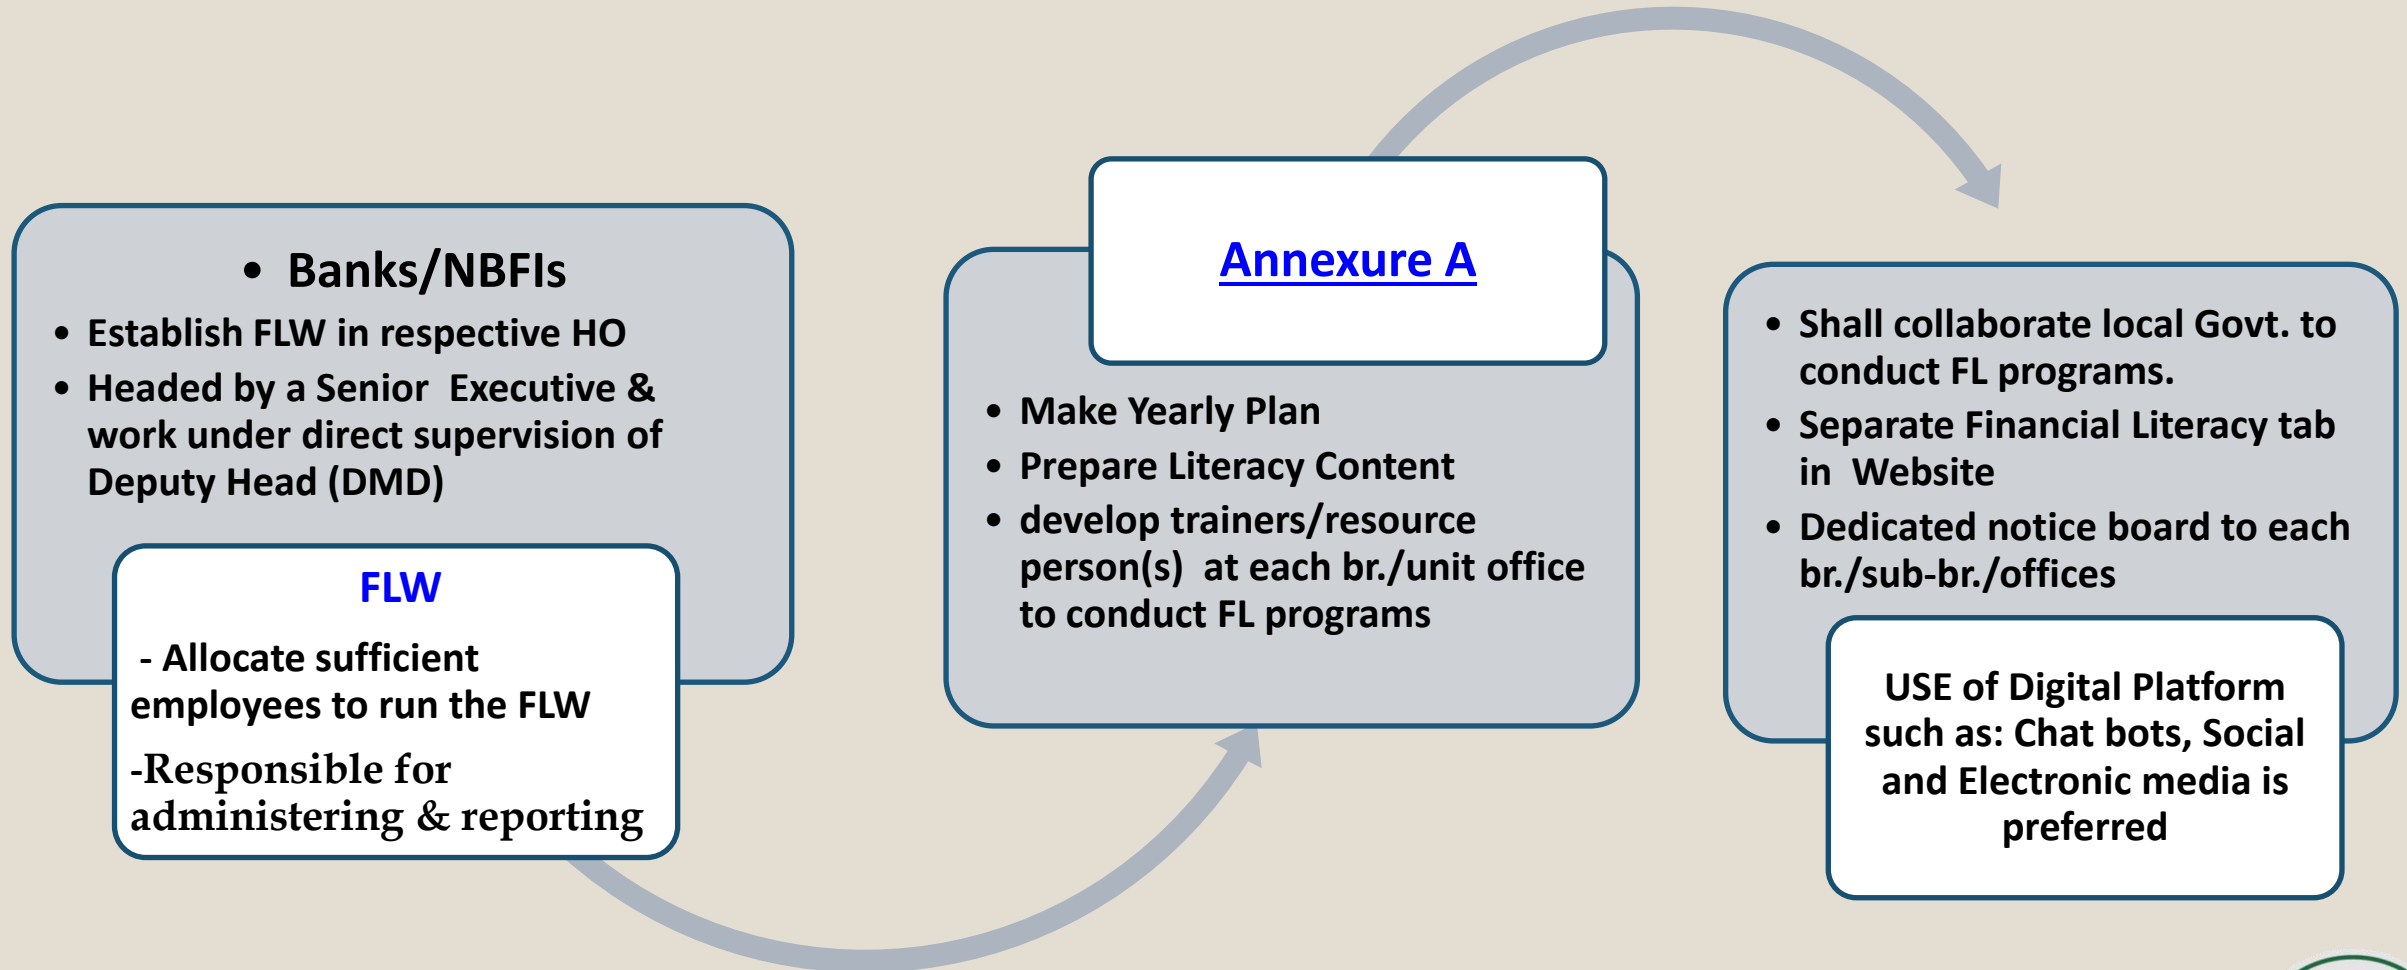 • Banks/NBFIs
• Establish FLW in respective HO
• Headed by a Senior Executive &
work under direct supervision of
Deputy Head (DMD)
FLW
- Allocate sufficient
employees to run the FLW
-Responsible for
administering & reporting
Annexure A
• Make Yearly Plan
• Prepare Literacy Content
• develop trainers/resource
person(s) at each br./unit office
to conduct FL programs
• Shall collaborate local Govt. to
conduct FL programs.
• Separate Financial Literacy tab
in Website
• Dedicated notice board to each
br./sub-br./offices
USE of Digital Platform
such as: Chat bots, Social
and Electronic media is
preferred